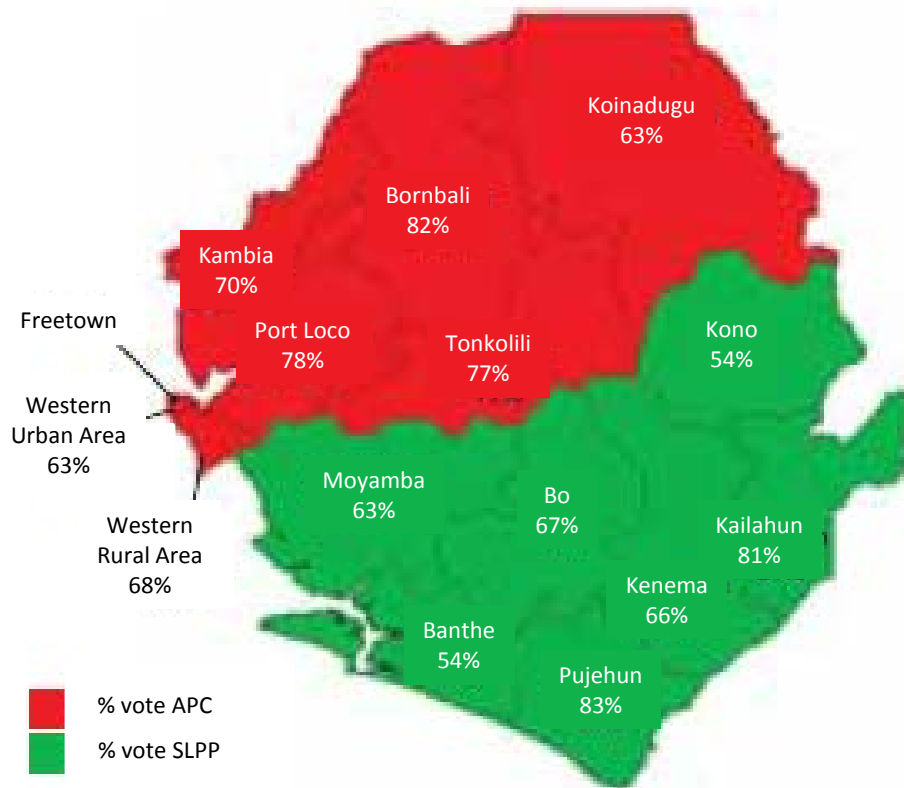 Koinadugu
63%
Bornbali
82%
Kambia
70%
Freetown
Port Loco
78%
Tonkolili
77%
Kono
54%
Western
Urban Area
63%
Moyamba
63%
Bo
67%
Kailahun
81%
Western
Rural Area
68%
Kenema
66%
Banthe
54%
Pujehun
83%
% vote APC
% vote SLPP